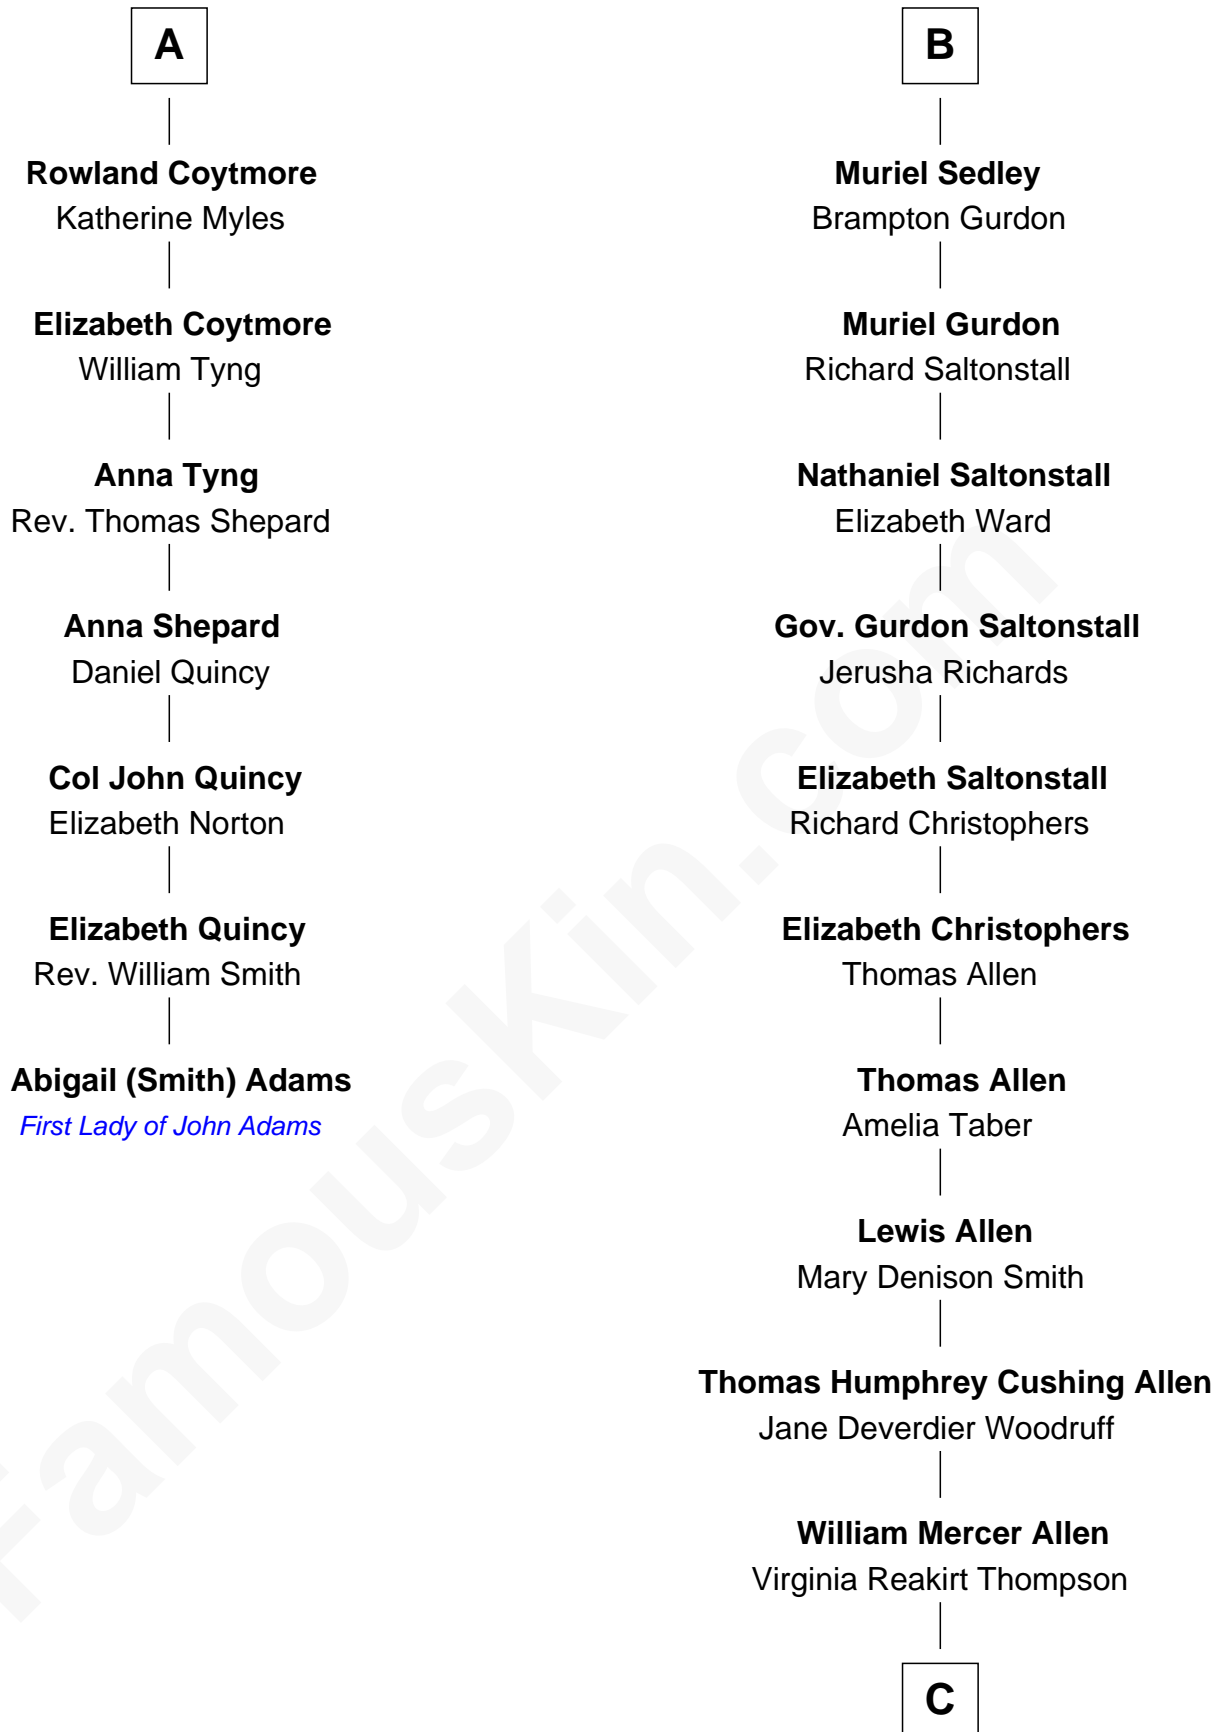 A
Rowland Coytmore
Katherine Myles
Elizabeth Coytmore
William Tyng
Anna Tyng
Rev. Thomas Shepard
Anna Shepard
Daniel Quincy
Col John Quincy
Elizabeth Norton
Elizabeth Quincy
Rev. William Smith
Abigail (Smith) Adams
First Lady of John Adams
B
Muriel Sedley
Brampton Gurdon
Muriel Gurdon
Richard Saltonstall
Nathaniel Saltonstall
Elizabeth Ward
Gov. Gurdon Saltonstall
Jerusha Richards
Elizabeth Saltonstall
Richard Christophers
Elizabeth Christophers
Thomas Allen
Thomas Allen
Amelia Taber
Lewis Allen
Mary Denison Smith
Thomas Humphrey Cushing Allen
Jane Deverdier Woodruff
William Mercer Allen
Virginia Reakirt Thompson
C
FamousKin.com